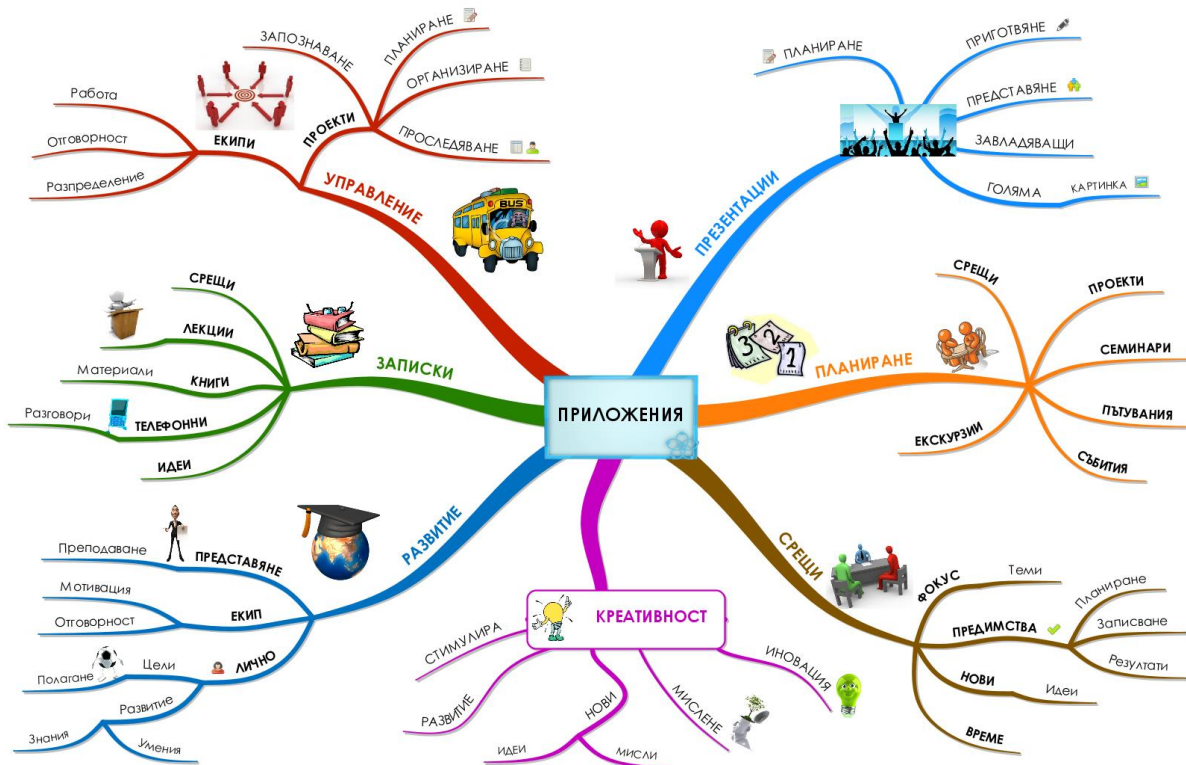 ПРИЛОЖЕНИЯ
УПРАВЛЕНИЕ
ЕКИПИ
Работа
Отговорност
Разпределение
ПРОЕКТИ
ЗАПОЗНАВАНЕ
ПЛАНИРАНЕ
ОРГАНИЗИРАНЕ
ПРОСЛЕДЯВАНЕ
BUS
ПРЕЗЕНТАЦИИ
ПЛАНИРАНЕ
ПРИГОТВЯНЕ
ПРЕДСТАВЯНЕ
ЗАВЛАДЯВАЩИ
ГОЛЯМА
КАРТИНКА
ПЛАНИРАНЕ
3
2
1
СРЕЩИ
ПРОЕКТИ
СЕМИНАРИ
ПЪТУВАНИЯ
СЪБИТИЯ
ЕКСКУРЗИИ
ЗАПИСКИ
СРЕЩИ
ЛЕКЦИИ
КНИГИ
Материали
ТЕЛЕФОННИ
Разговори
ИДЕИ
РАЗВИТИЕ
ПРЕДСТАВЯНЕ
Преподаване
ЕКИП
Мотивация
Отговорност
ЛИЧНО
Цели
Полагане
Развитие
Знания
Умения
КРЕАТИВНОСТ
СТИМУЛИРА
РАЗВИТИЕ
НОВИ
ИДЕИ
МИСЛИ
МИСЛЕНЕ
ИНОВАЦИЯ
СРЕЩИ
ФОКУС
Теми
ПРЕДИМСТВА
Планиране
Записване
Резултати
НОВИ
Идеи
ВРЕМЕ